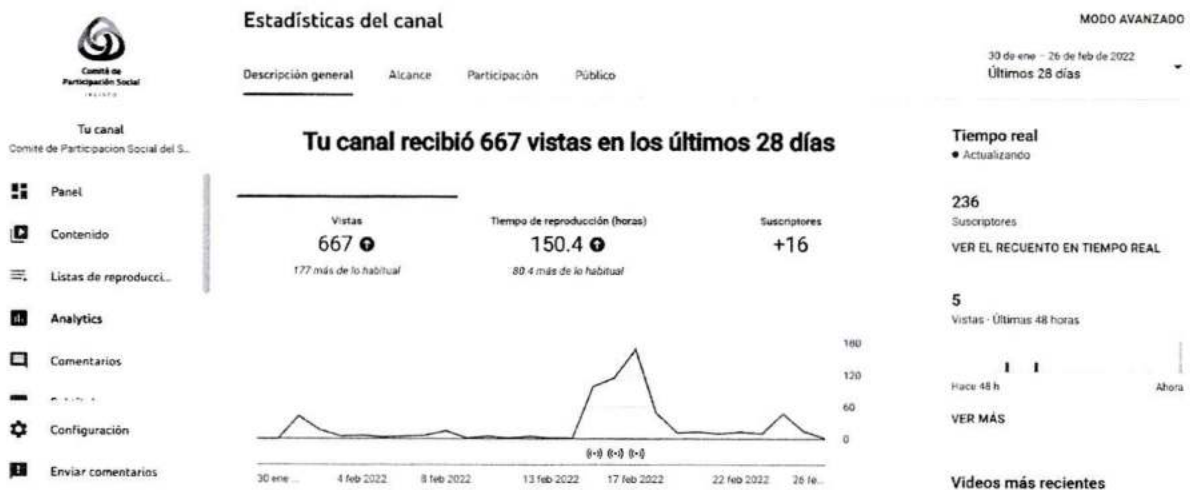 Comité de
Participación Social
JALISCO
Tu canal
Comité de Participacion Social del S...
Panel
Contenido
Listas de reproducci...
Analytics
Comentarios
Configuración
Enviar comentarios
Estadísticas del canal
Descripción general
Alcance
Participación
Público
MODO AVANZADO
30 de ene – 26 de feb de 2022
Últimos 28 días
Tu canal recibió 667 vistas en los últimos 28 días
Vistas
667
177 más de lo habitual
Tiempo de reproducción (horas)
150.4
80.4 más de lo habitual
Suscriptores
+16
180
120
60
0
30 ene...
4 feb 2022
8 feb 2022
13 feb 2022
17 feb 2022
22 feb 2022
26 fe...
Tiempo real
Actualizando
236
Suscriptores
VER EL RECUENTO EN TIEMPO REAL
5
Vistas · Últimas 48 horas
Hace 48 h
Ahora
VER MÁS
Videos más recientes